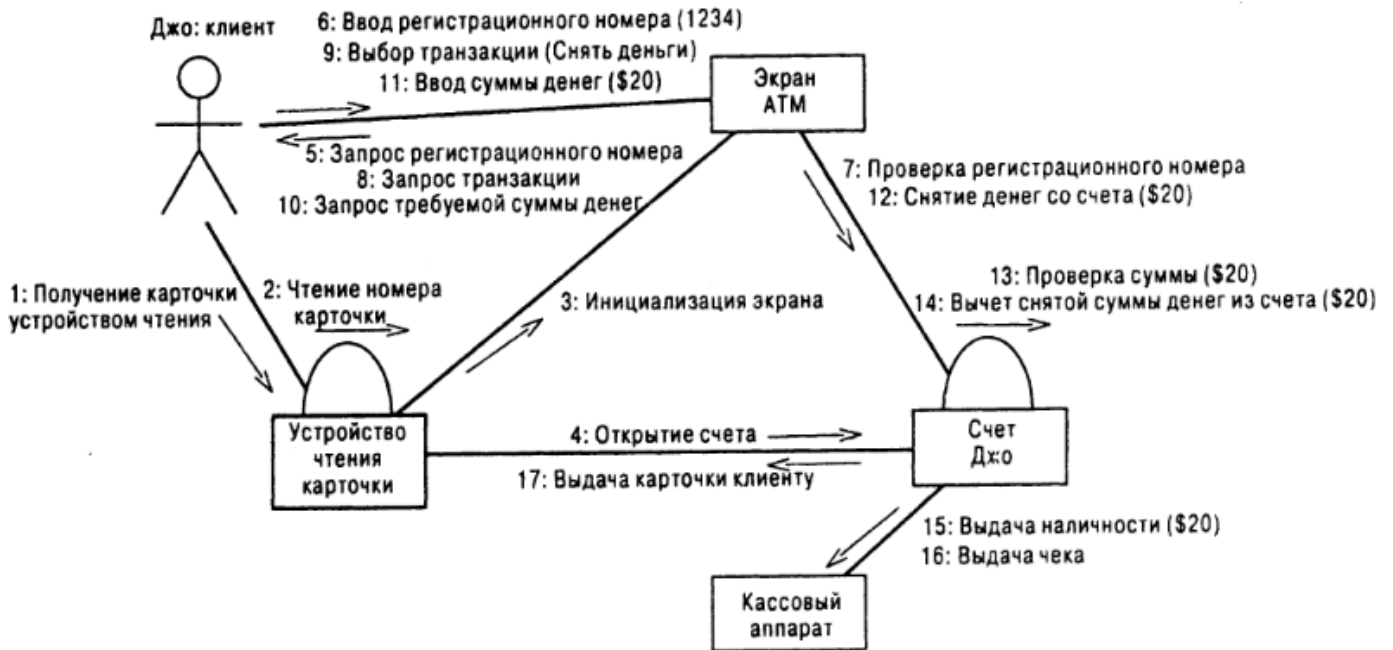 Джо: клиент
6: Ввод регистрационного номера (1234)
9: Выбор транзакции (Снять деньги)
11: Ввод суммы денег ($20)
Экран
ATM
5: Запрос регистрационного номера
8: Запрос транзакции
10: Запрос требуемой суммы денег
7: Проверка регистрационного номера
12: Снятие денег со счета ($20)
1: Получение карточки
устройством чтения
2: Чтение номера
карточки
3: Инициализация экрана
13: Проверка суммы ($20)
14: Вычет снятой суммы денег из счета ($20)
Устройство
чтения
карточки
4: Открытие счета
17: Выдача карточки клиенту
Счет
Джо
15: Выдача наличности ($20)
16: Выдача чека
Кассовый
аппарат